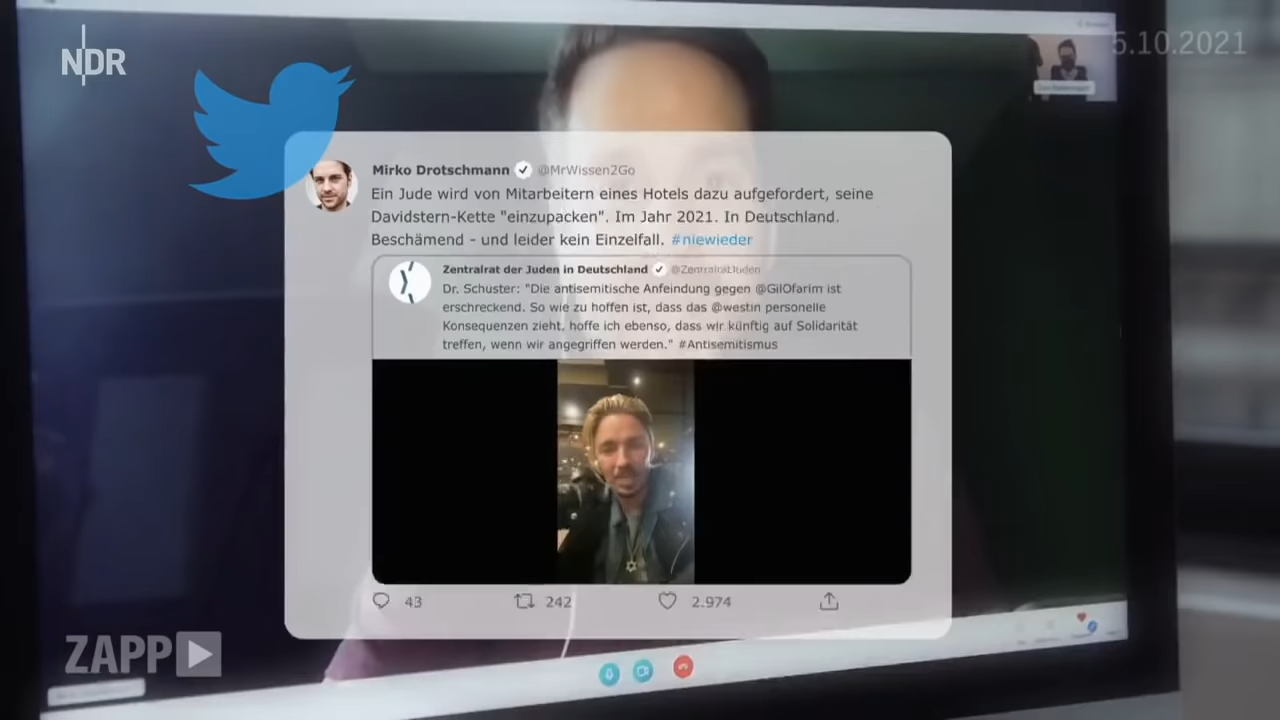 NDR
5.10.2021
Mirko Drotschmann @MrWissen2Go
Ein Jude wird von Mitarbeitern eines Hotels dazu aufgefordert, seine
Davidstern-Kette "einzupacken". Im Jahr 2021. In Deutschland.
Beschämend - und leider kein Einzelfall. #niewieder
Zentralrat der Juden in Deutschland @ZentralratJuden
Dr. Schuster: "Die antisemitische Anfeindung gegen @GilOfarim ist
erschreckend. So wie zu hoffen ist, dass das @westin personelle
Konsequenzen zieht, hoffe ich ebenso, dass wir künftig auf Solidarität
treffen, wenn wir angegriffen werden." #Antisemitismus
43 242 2.974
ZAPP